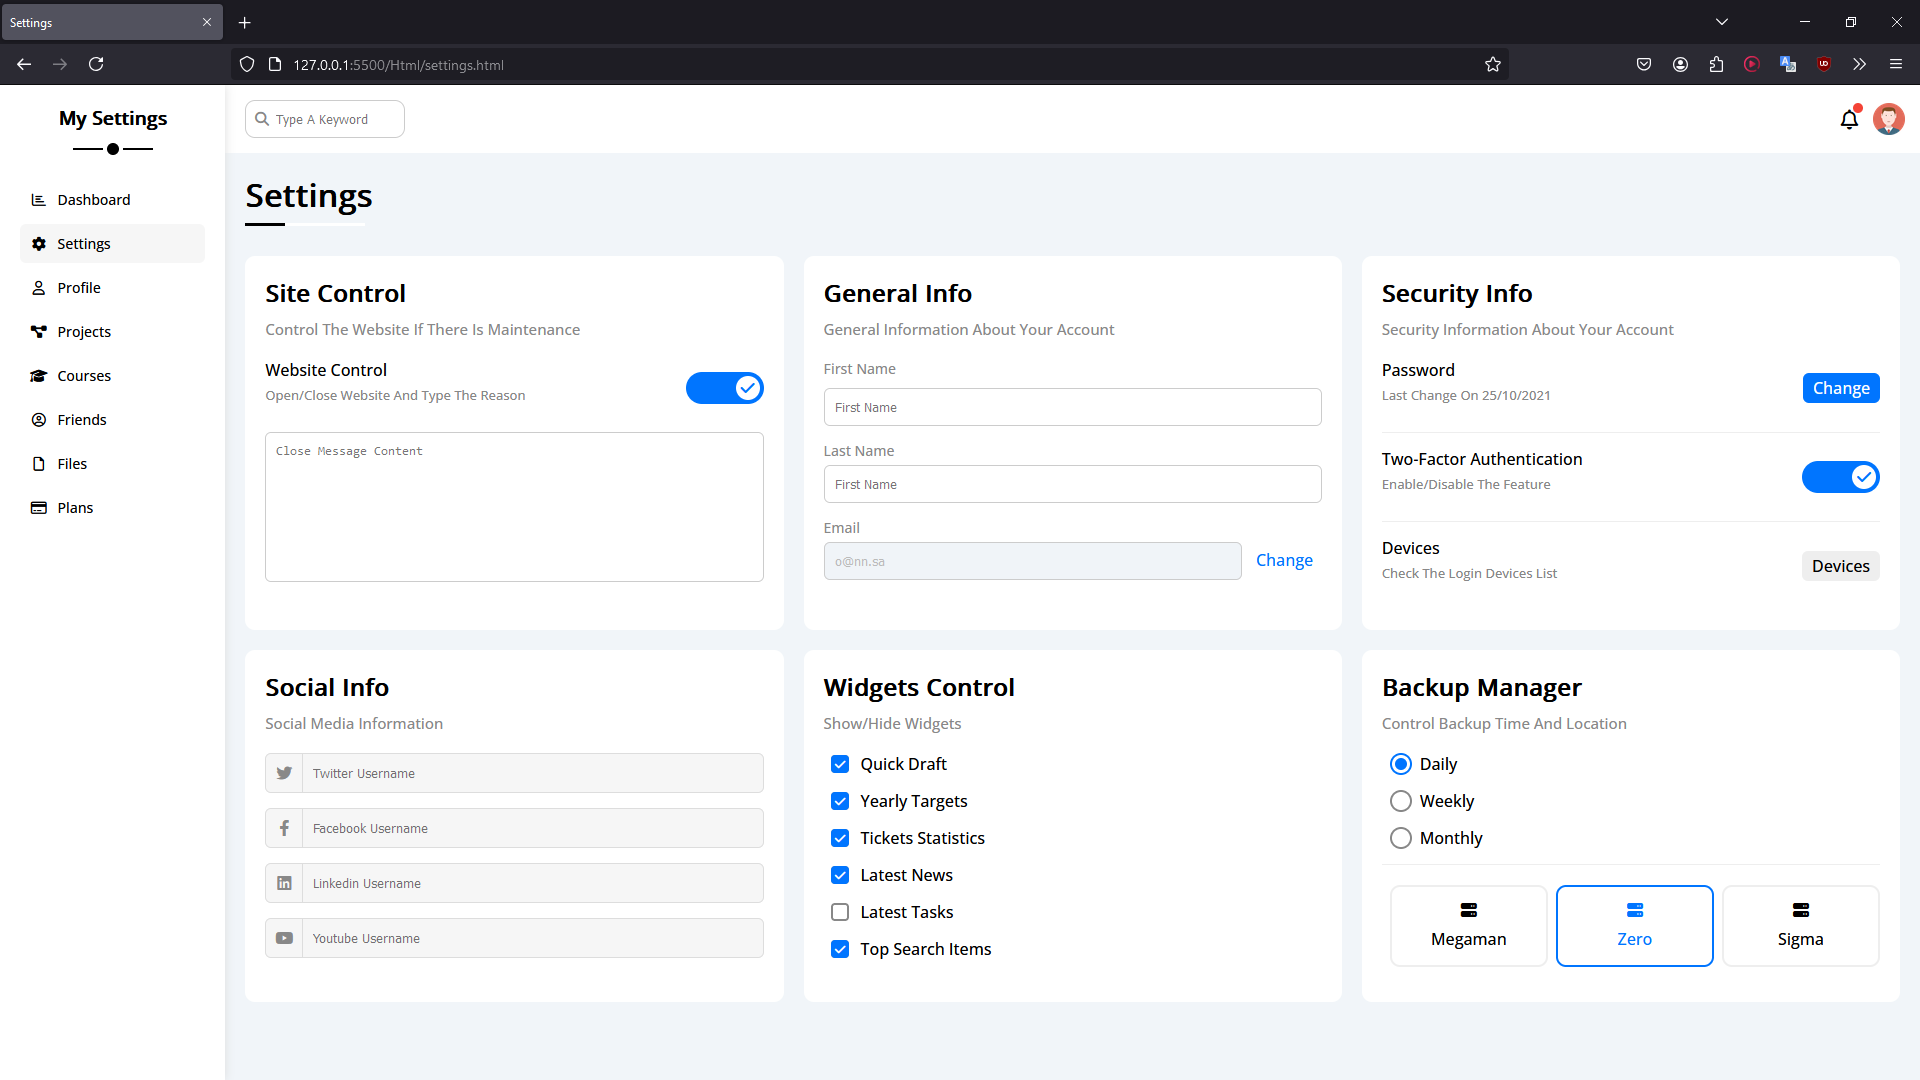 Settings
127.0.0.1:5500/Html/settings.html
My Settings
Dashboard
Settings
Profile
Projects
Courses
Friends
Files
Plans
Type A Keyword
Settings
Site Control
Control The Website If There Is Maintenance
Website Control
Open/Close Website And Type The Reason
Close Message Content
General Info
General Information About Your Account
First Name
First Name
Last Name
First Name
Email
o@nn.sa
Change
Security Info
Security Information About Your Account
Password
Last Change On 25/10/2021
Change
Two-Factor Authentication
Enable/Disable The Feature
Devices
Check The Login Devices List
Devices
Social Info
Social Media Information
Twitter Username
Facebook Username
Linkedin Username
Youtube Username
Widgets Control
Show/Hide Widgets
Quick Draft
Yearly Targets
Tickets Statistics
Latest News
Latest Tasks
Top Search Items
Backup Manager
Control Backup Time And Location
Daily
Weekly
Monthly
Megaman
Zero
Sigma